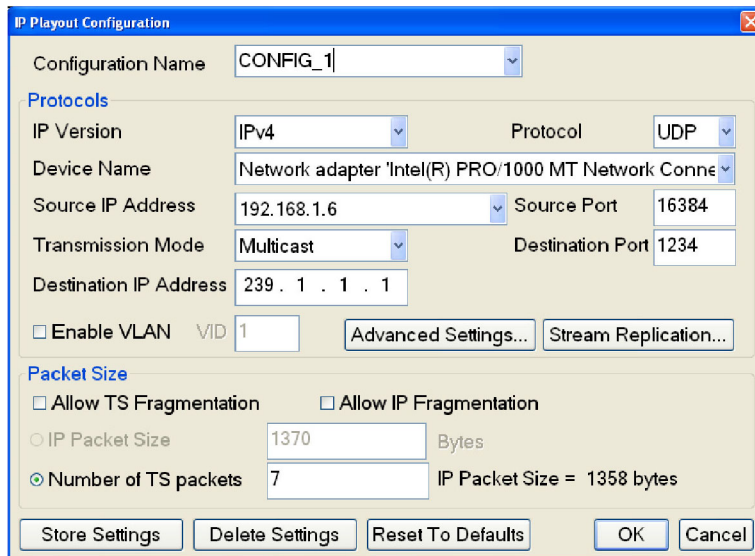 IP Playout Configuration
Configuration Name CONFIG_1
Protocols
IP Version IPv4 Protocol UDP
Device Name Network adapter 'Intel(R) PRO/1000 MT Network Conne
Source IP Address 192.168.1.6 Source Port 16384
Transmission Mode Multicast Destination Port 1234
Destination IP Address 239 . 1 . 1 . 1
Enable VLAN VID 1 Advanced Settings... Stream Replication...
Packet Size
Allow TS Fragmentation Allow IP Fragmentation
IP Packet Size 1370 Bytes
Number of TS packets 7 IP Packet Size = 1358 bytes
Store Settings Delete Settings Reset To Defaults OK Cancel